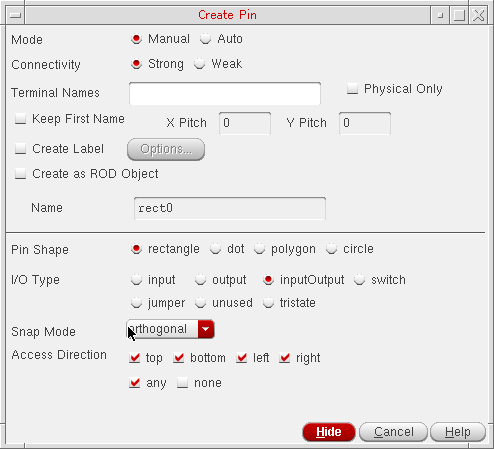 Create Pin
Mode Manual Auto
Connectivity Strong Weak
Terminal Names Physical Only
Keep First Name X Pitch 0 Y Pitch 0
Create Label Options...
Create as ROD Object
Name rect0
Pin Shape rectangle dot polygon circle
I/O Type input output inputOutput switch
jumper unused tristate
Snap Mode orthogonal
Access Direction top bottom left right
any none
Hide Cancel Help